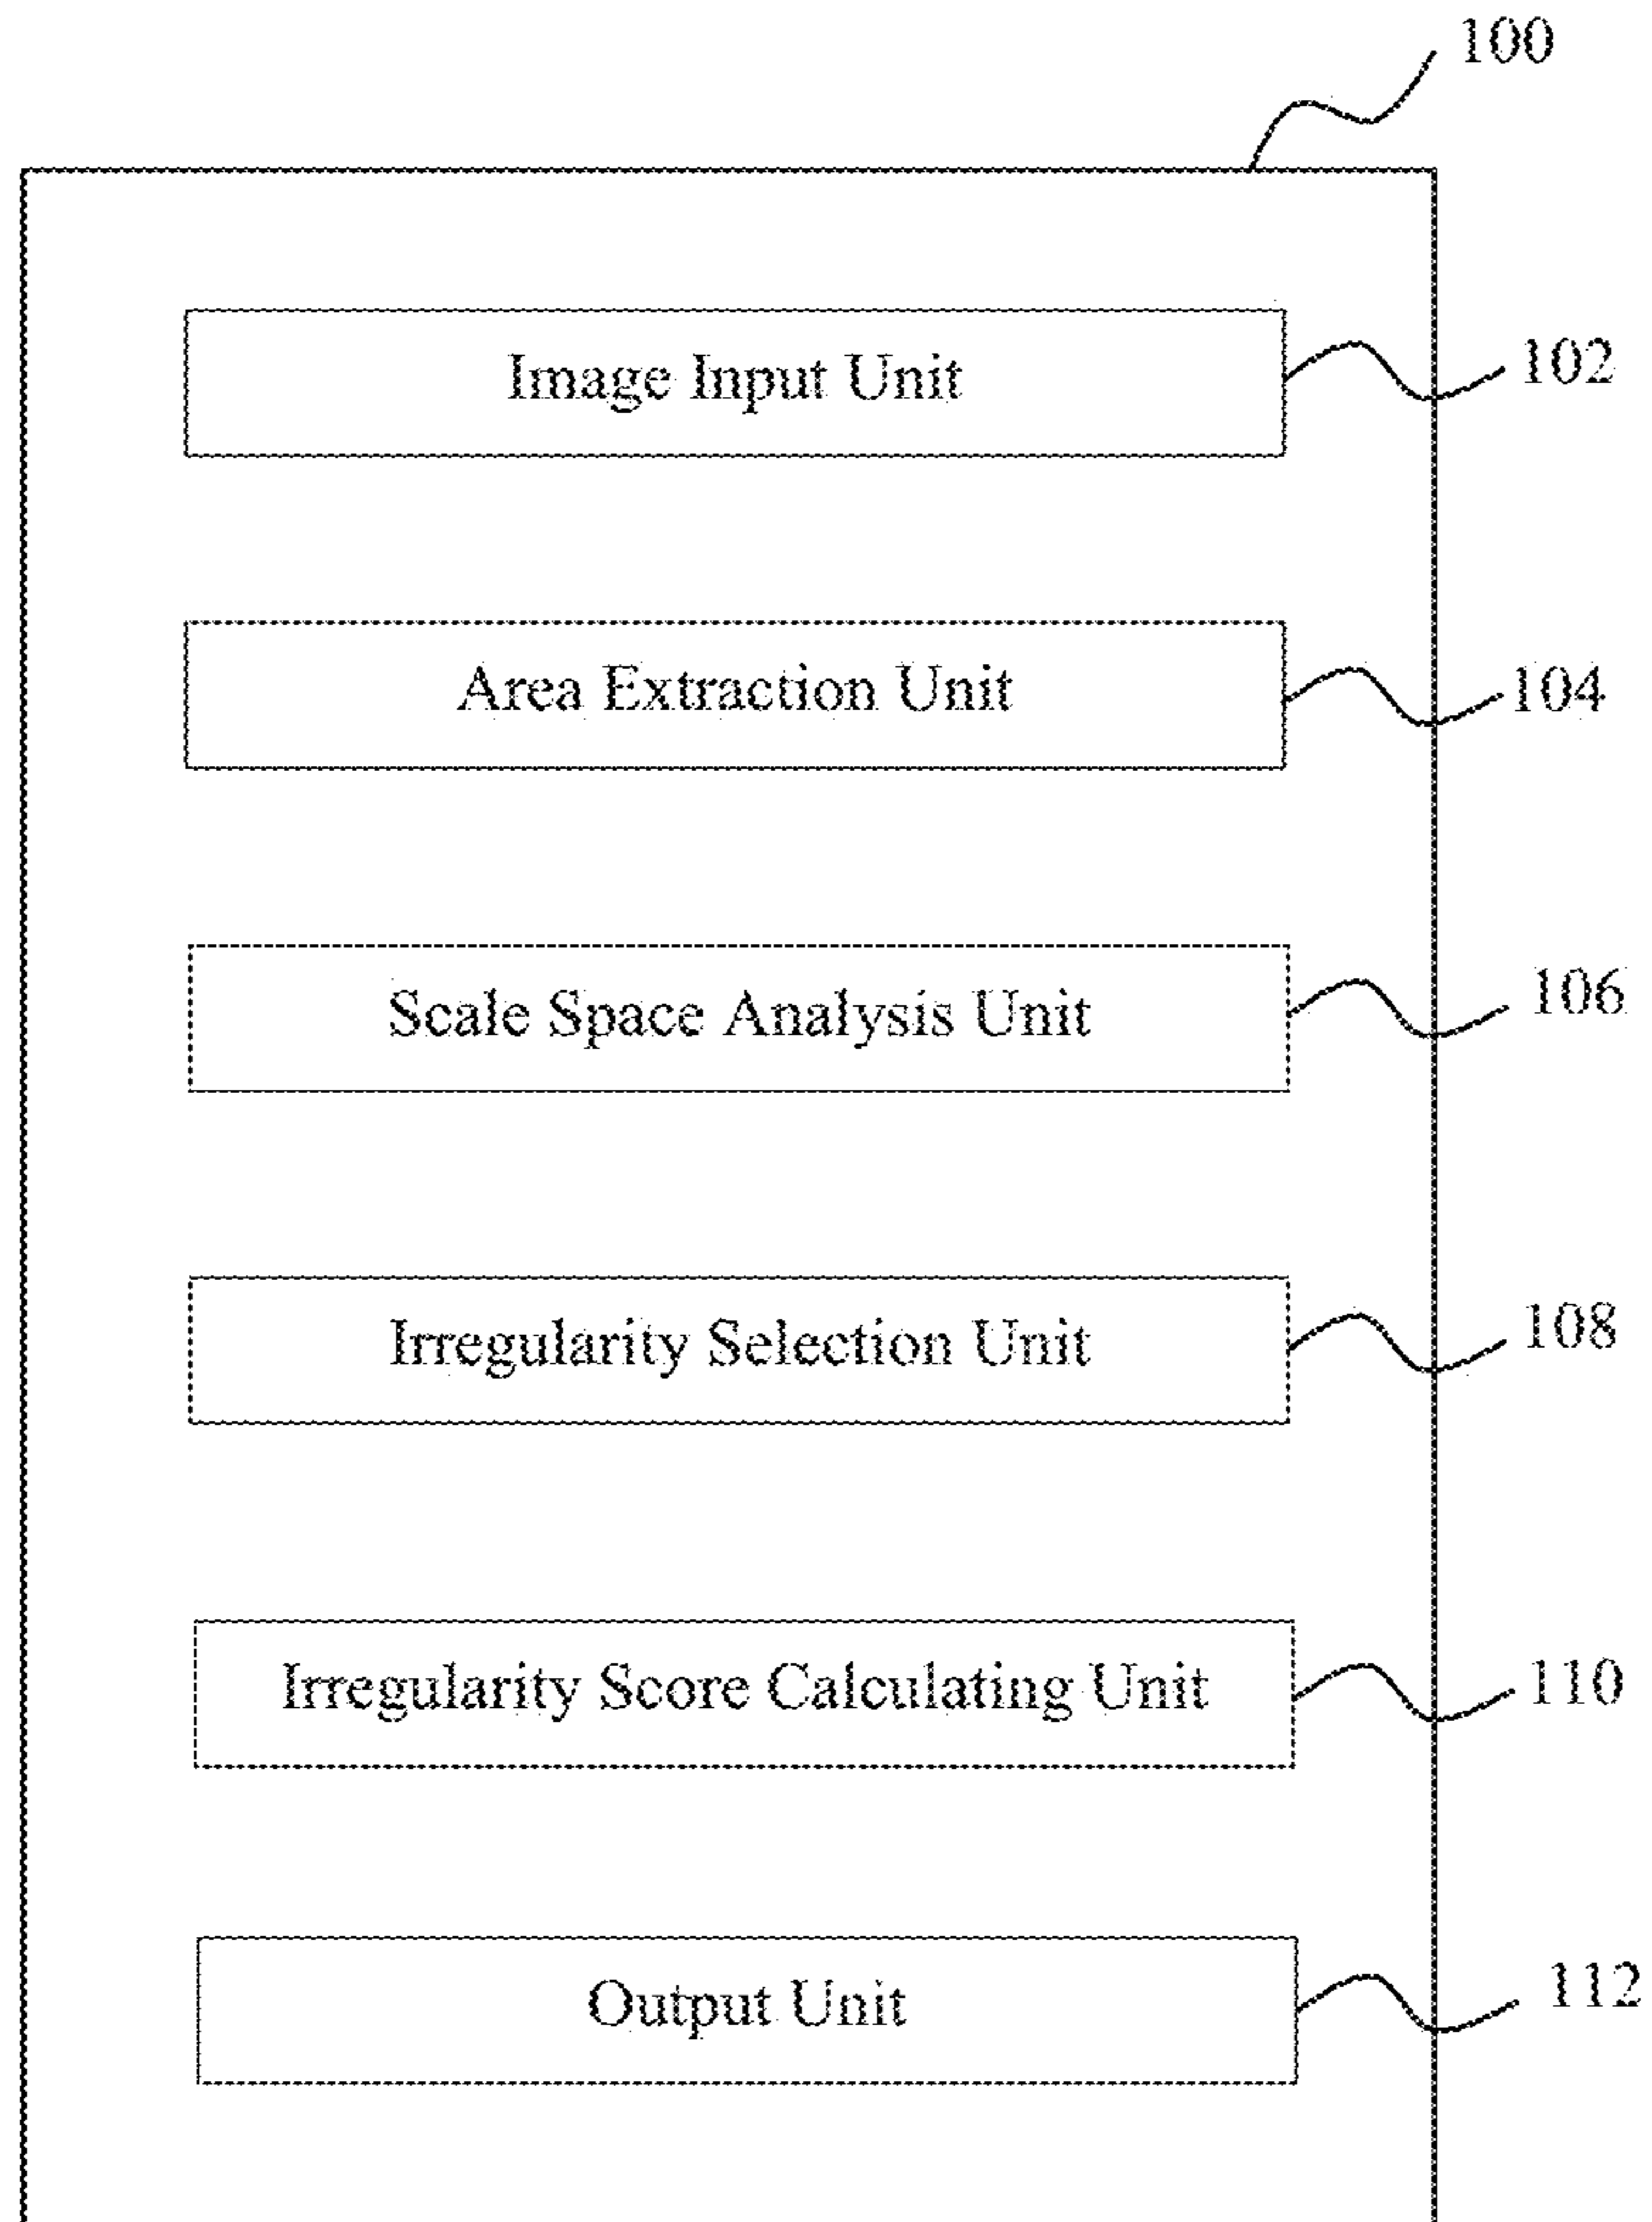 100
Image Input Unit 102
Area Extraction Unit 104
Scale Space Analysis Unit 106
Irregularity Selection Unit 108
Irregularity Score Calculating Unit 110
Output Unit 112